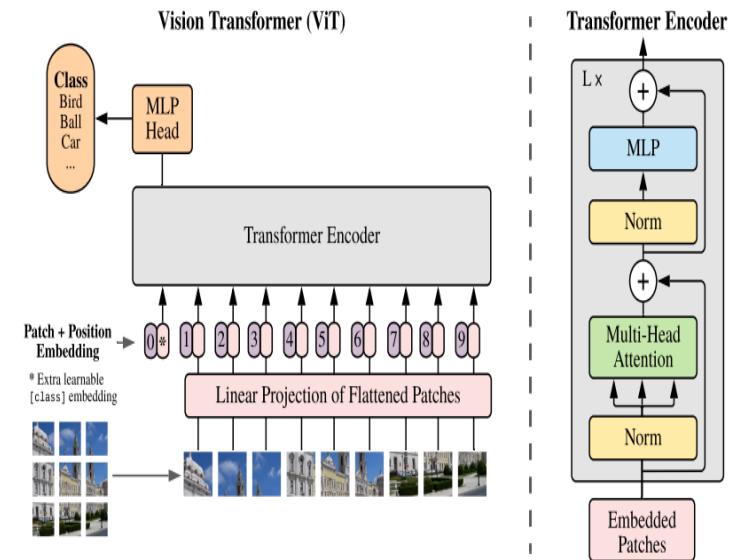 Vision Transformer (ViT)
Class
Bird
Ball
Car
...
MLP
Head
Transformer Encoder
Patch + Position
Embedding
0 * 1 2 3 4 5 6 7 8 9
* Extra learnable
[class] embedding
Linear Projection of Flattened Patches
Transformer Encoder
L ×
+
MLP
Norm
+
Multi-Head
Attention
Norm
Embedded
Patches